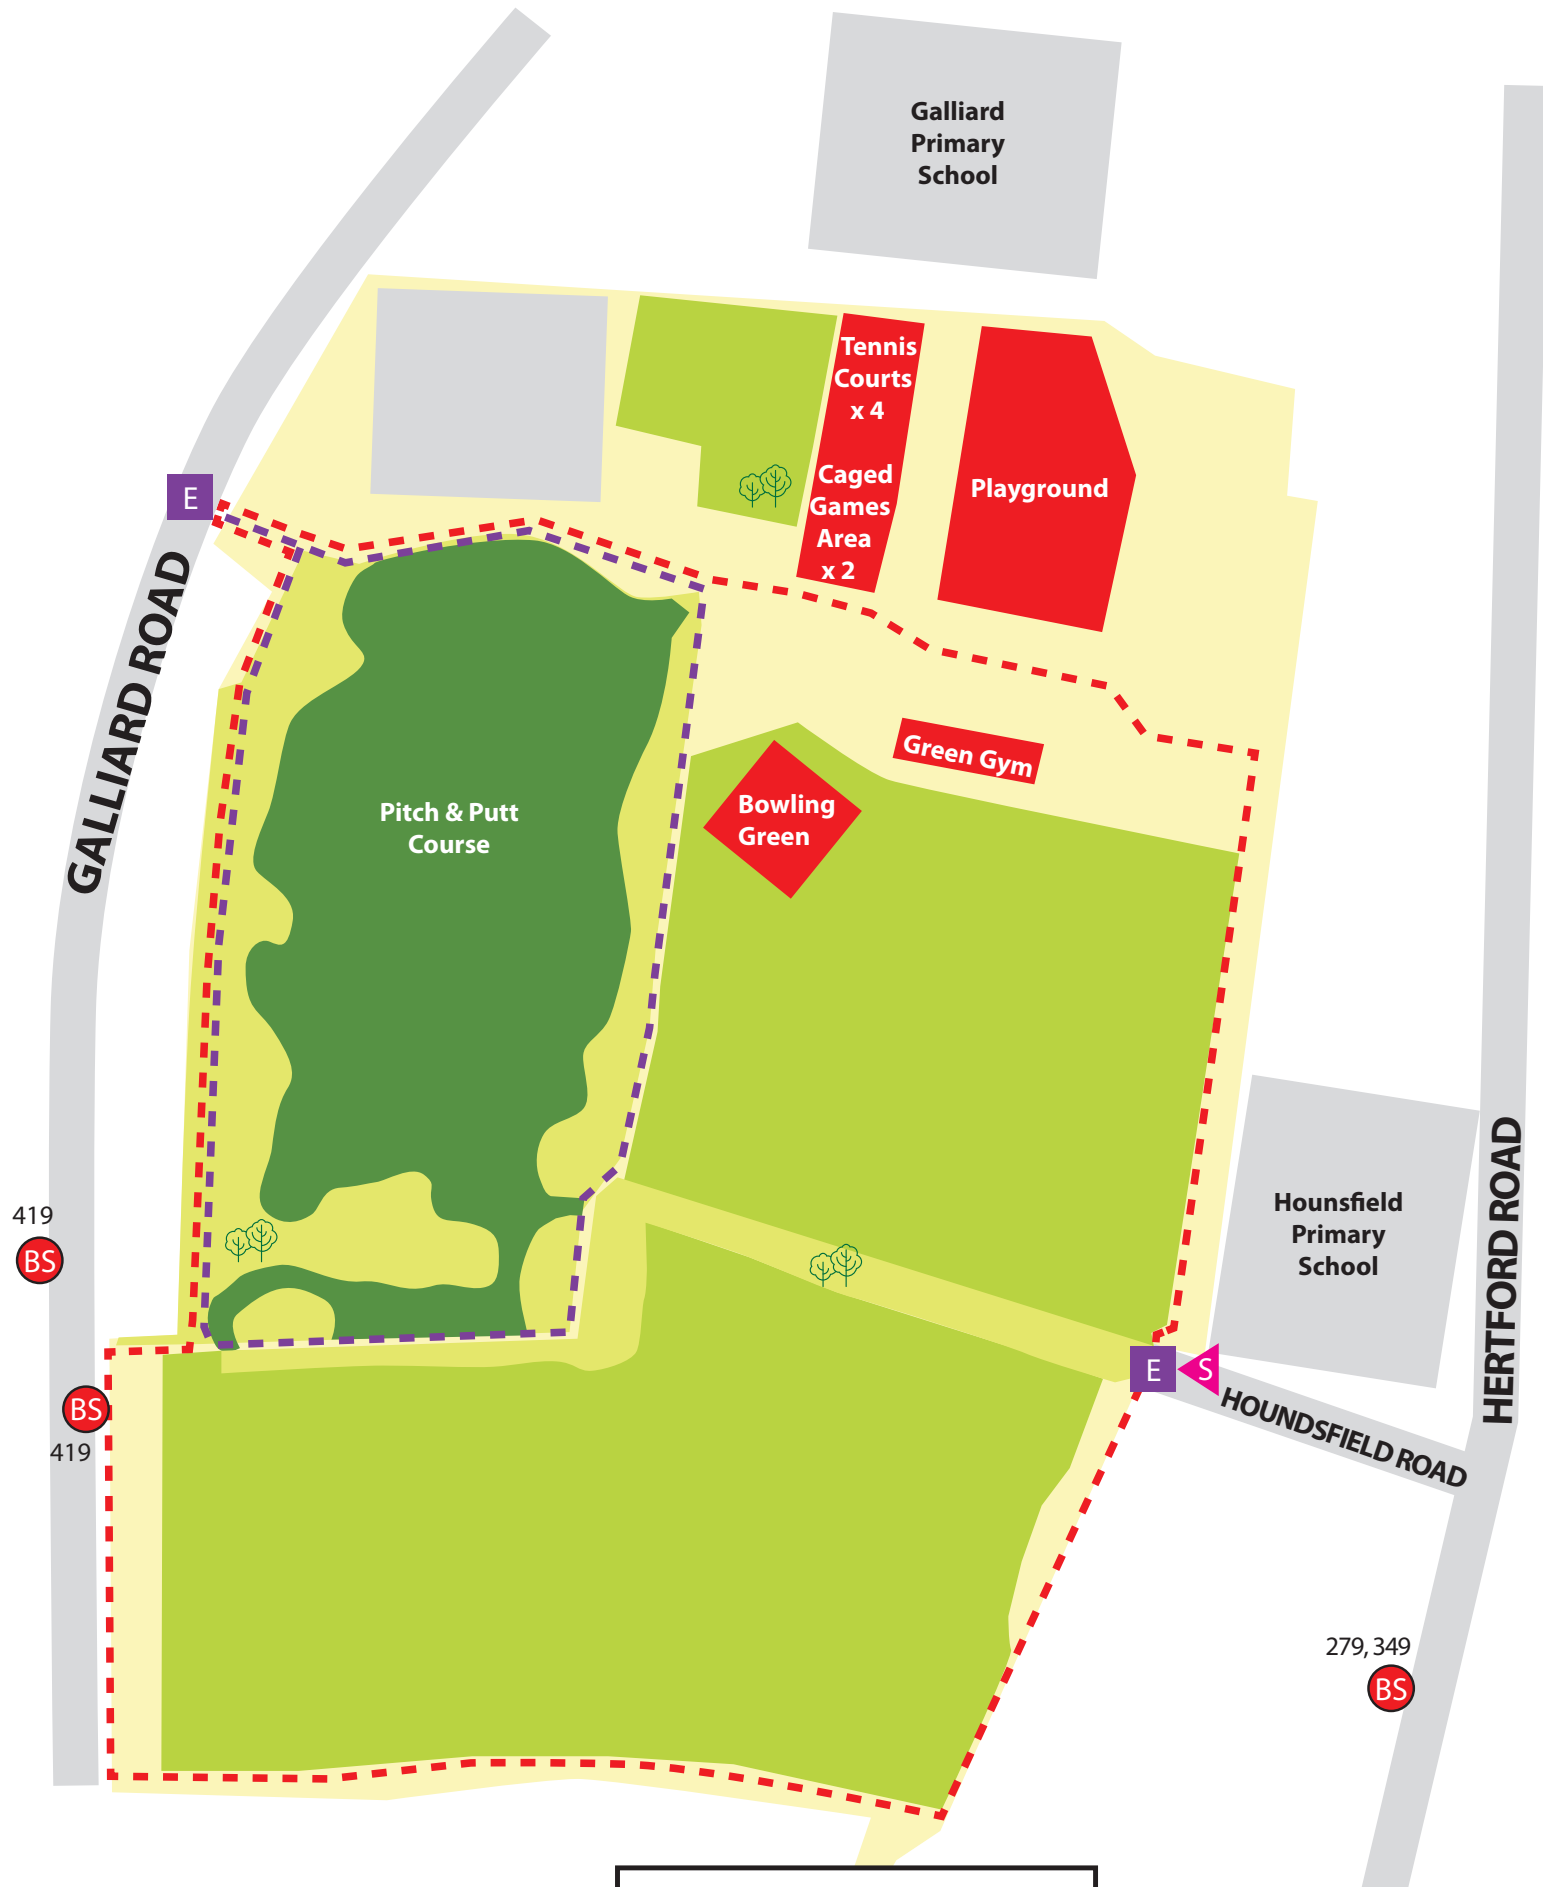 Galliard
Primary
School
Tennis
Courts
x 4
Caged
Games
Area
x 2
Playground
E
GALLIARD ROAD
Green Gym
Bowling
Green
Pitch & Putt
Course
Hounsfield
Primary
School
HERTFORD ROAD
419
BS
E
S
HOUNDSFIELD ROAD
BS
419
279, 349
BS